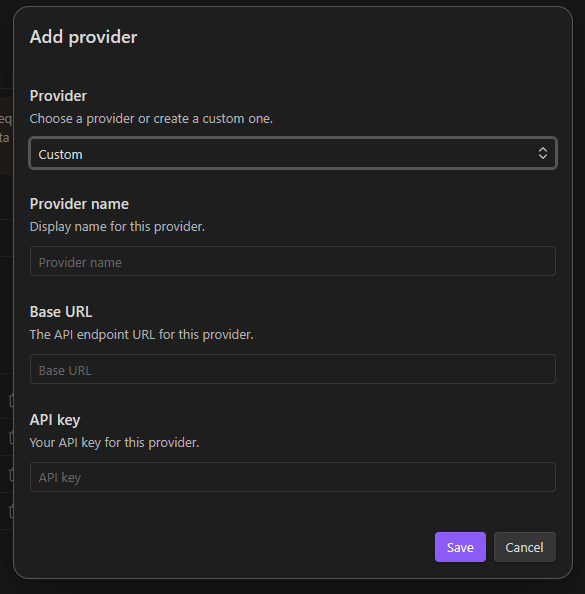 Add provider
Provider
Choose a provider or create a custom one.
Custom
Provider name
Display name for this provider.
Provider name
Base URL
The API endpoint URL for this provider.
Base URL
API key
Your API key for this provider.
API key
Save
Cancel
eq
ta